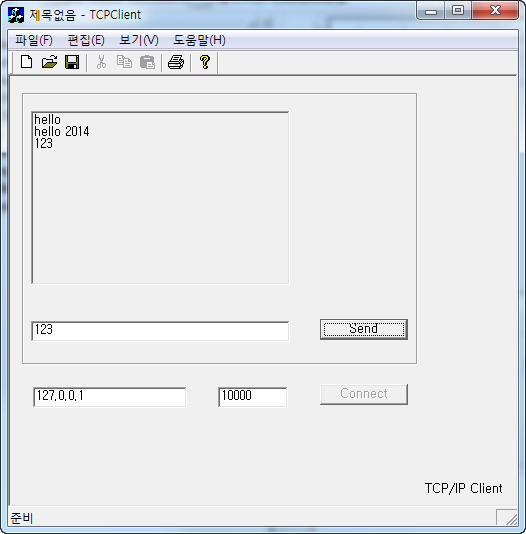 제목없음 - TCPClient
파일(F) 편집(E) 보기(V) 도움말(H)
hello
hello 2014
123
123
Send
127,0,0,1
10000
Connect
TCP/IP Client
준비